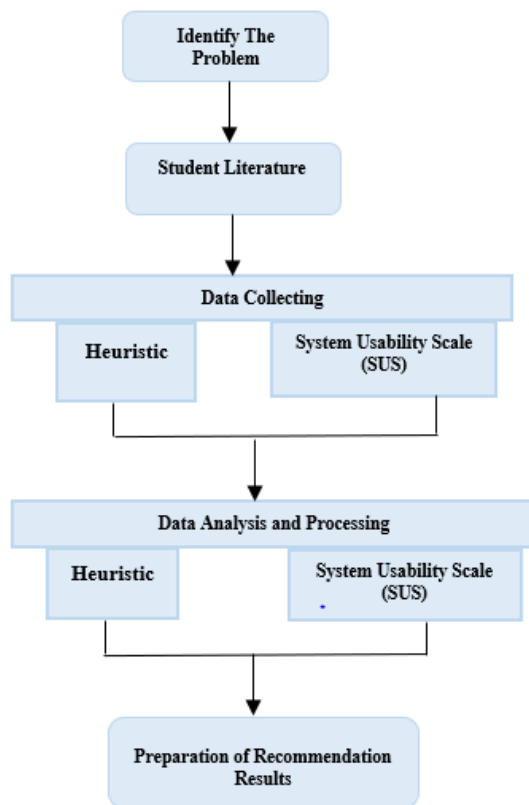 Identify The
Problem
Student Literature
Data Collecting
Heuristic
System Usability Scale
(SUS)
Data Analysis and Processing
Heuristic
System Usability Scale
(SUS)
Preparation of Recommendation
Results